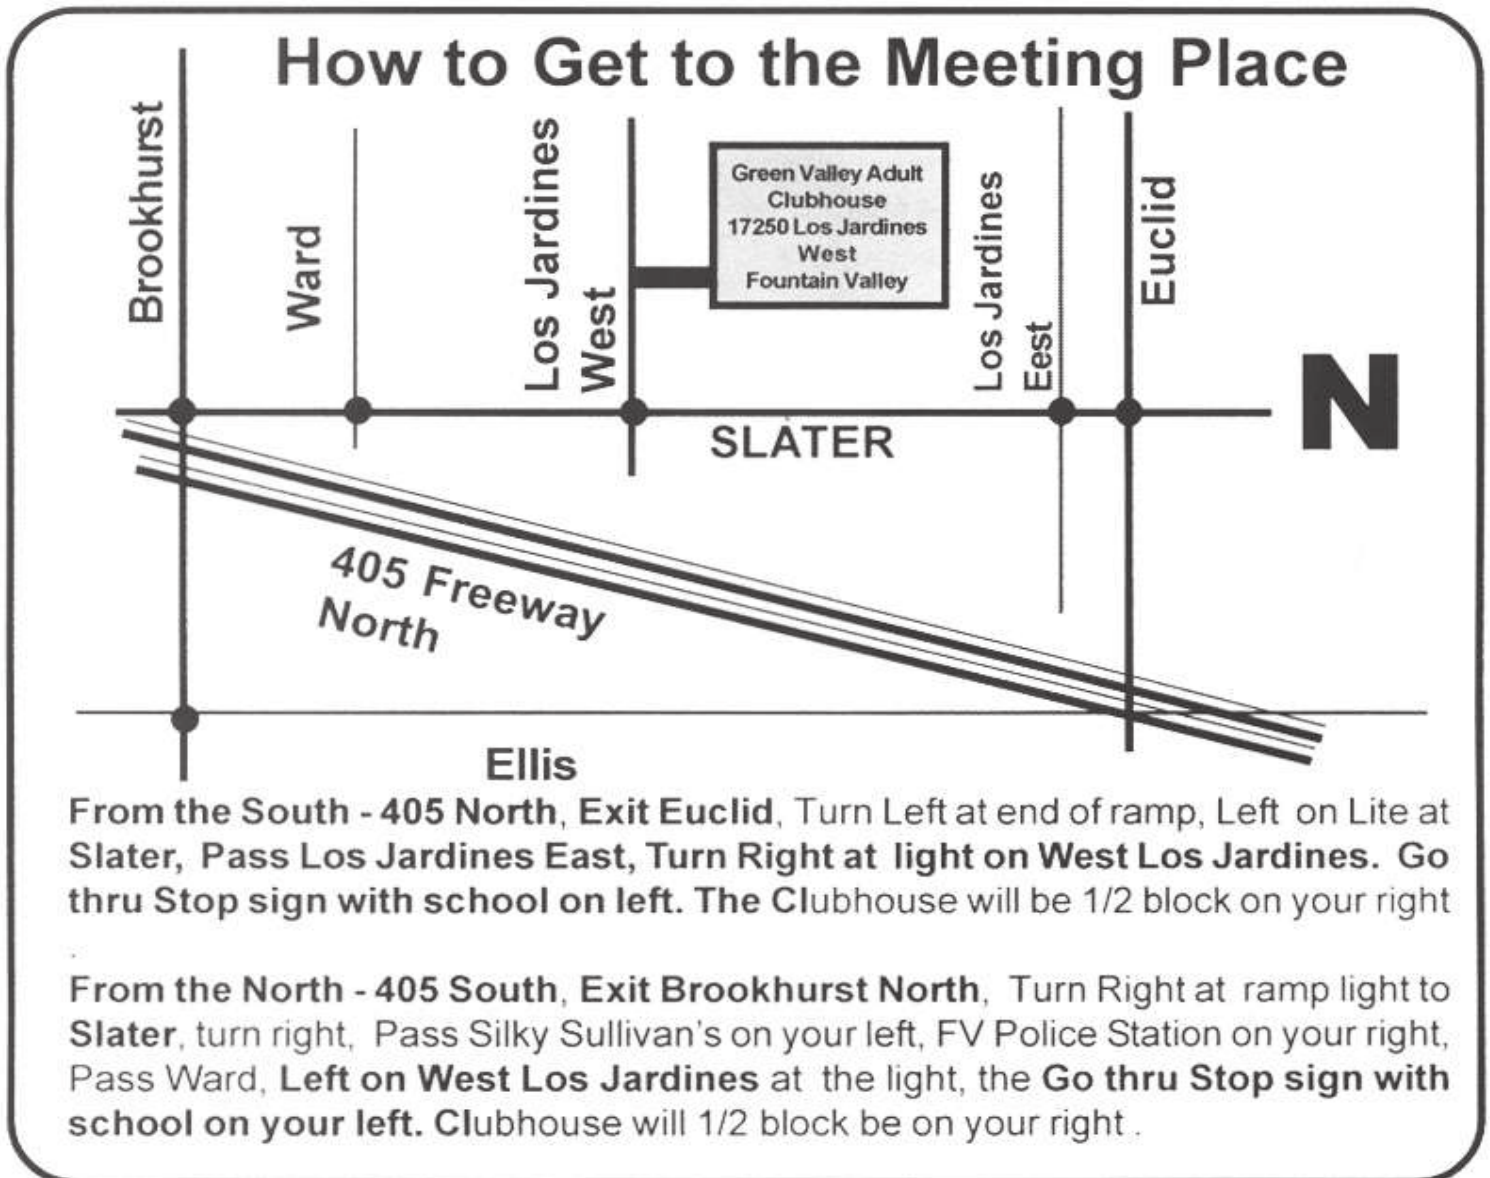 How to Get to the Meeting Place
Brookhurst
Ward
Los Jardines
West
Green Valley Adult
Clubhouse
17250 Los Jardines
West
Fountain Valley
Los Jardines
Eest
Euclid
N
SLATER
405 Freeway
North
Ellis
From the South - 405 North, Exit Euclid, Turn Left at end of ramp, Left on Lite at
Slater, Pass Los Jardines East, Turn Right at light on West Los Jardines. Go
thru Stop sign with school on left. The Clubhouse will be 1/2 block on your right
.
From the North - 405 South, Exit Brookhurst North, Turn Right at ramp light to
Slater, turn right, Pass Silky Sullivan's on your left, FV Police Station on your right,
Pass Ward, Left on West Los Jardines at the light, the Go thru Stop sign with
school on your left. Clubhouse will 1/2 block be on your right .